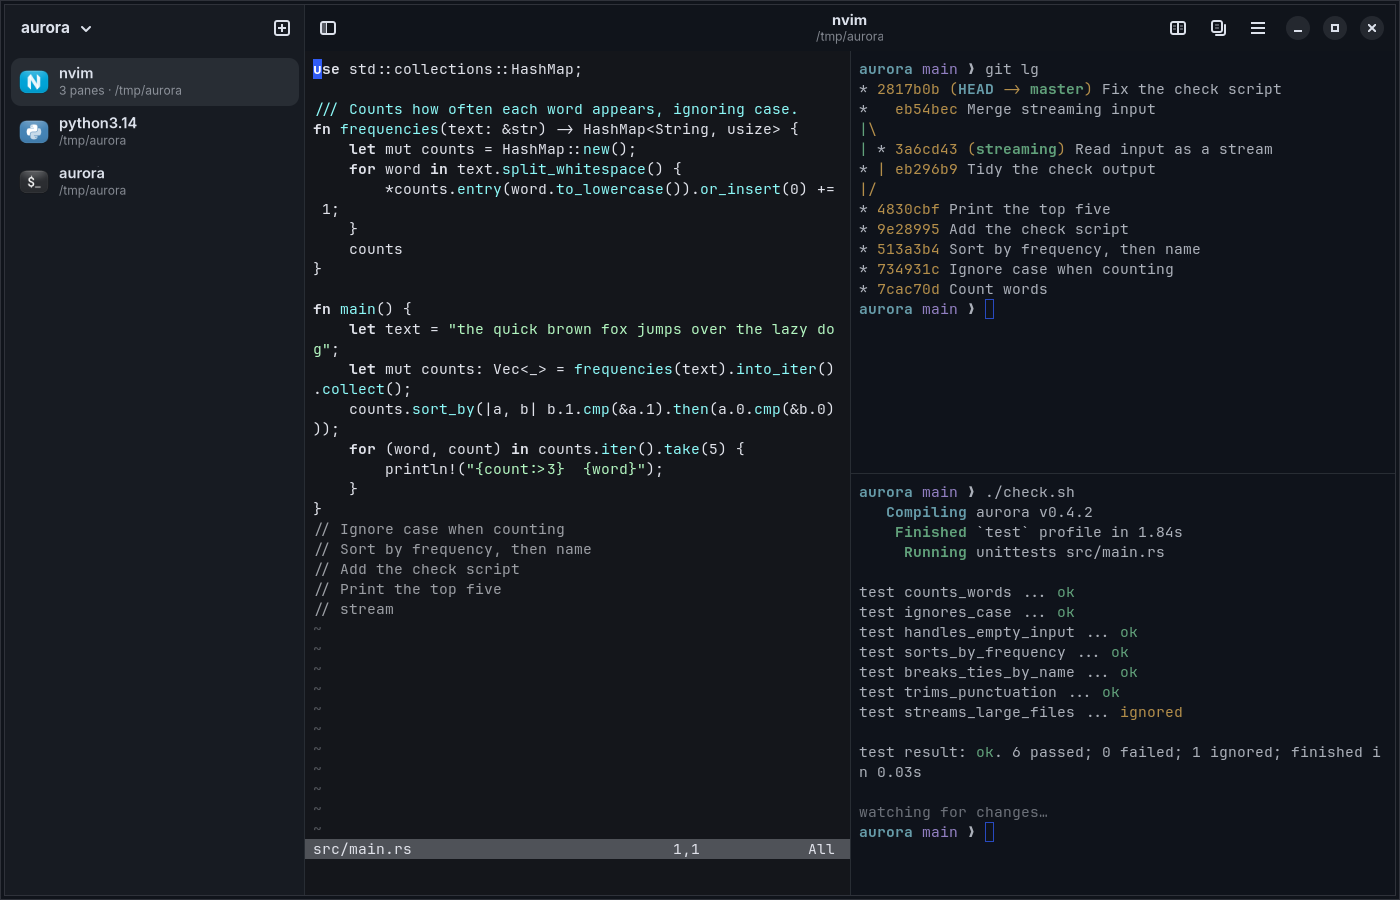 aurora
nvim
3 panes · /tmp/aurora
python3.14
/tmp/aurora
$_
aurora
/tmp/aurora
nvim
/tmp/aurora
use std::collections::HashMap;
/// Counts how often each word appears, ignoring case.
fn frequencies(text: &str) -> HashMap<String, usize> {
    let mut counts = HashMap::new();
    for word in text.split_whitespace() {
        *counts.entry(word.to_lowercase()).or_insert(0) +=
 1;
    }
    counts
}
fn main() {
    let text = "the quick brown fox jumps over the lazy do
g";
    let mut counts: Vec<_> = frequencies(text).into_iter()
.collect();
    counts.sort_by(|a, b| b.1.cmp(&a.1).then(a.0.cmp(&b.0)
));
    for (word, count) in counts.iter().take(5) {
        println!("{count:>3}  {word}");
    }
}
// Ignore case when counting
// Sort by frequency, then name
// Add the check script
// Print the top five
// stream
~
~
~
~
~
~
~
~
~
~
~
src/main.rs 1,1 All
aurora main ❩ git lg
* 2817b0b (HEAD -> master) Fix the check script
*   eb54bec Merge streaming input
|\
| * 3a6cd43 (streaming) Read input as a stream
* | eb296b9 Tidy the check output
|/
* 4830cbf Print the top five
* 9e28995 Add the check script
* 513a3b4 Sort by frequency, then name
* 734931c Ignore case when counting
* 7cac70d Count words
aurora main ❩
aurora main ❩ ./check.sh
   Compiling aurora v0.4.2
    Finished `test` profile in 1.84s
     Running unittests src/main.rs
test counts_words ... ok
test ignores_case ... ok
test handles_empty_input ... ok
test sorts_by_frequency ... ok
test breaks_ties_by_name ... ok
test trims_punctuation ... ok
test streams_large_files ... ignored
test result: ok. 6 passed; 0 failed; 1 ignored; finished i
n 0.03s
watching for changes…
aurora main ❩